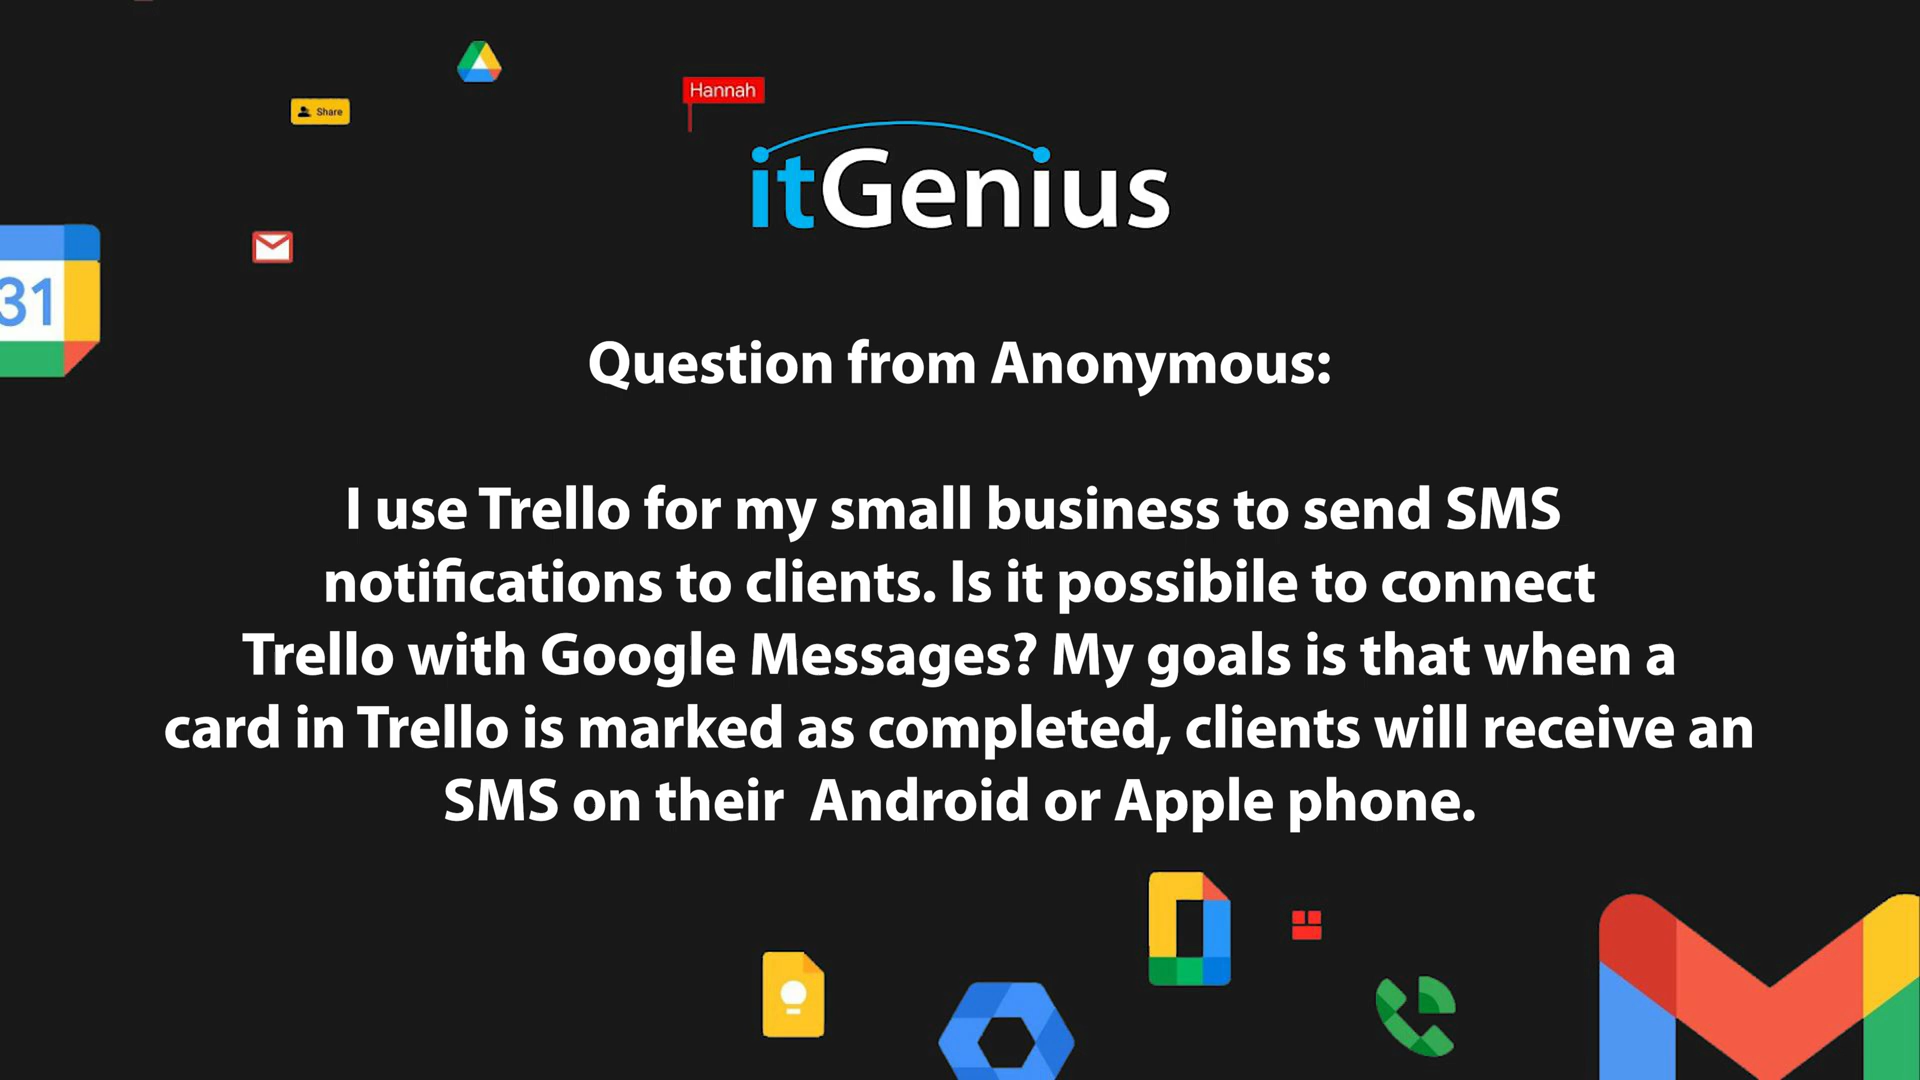 Hannah
Share
itGenius
31
Question from Anonymous:
I use Trello for my small business to send SMS
notifications to clients. Is it possibile to connect
Trello with Google Messages? My goals is that when a
card in Trello is marked as completed, clients will receive an
SMS on their  Android or Apple phone.